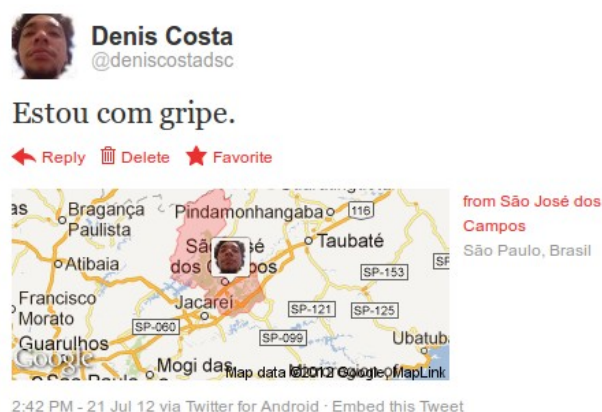 Denis Costa
@deniscostadsc
Estou com gripe.
Reply Delete Favorite
as
Bragança
Paulista
Pindamonhangaba
116
from São José dos
Campos
São Paulo, Brasil
Taubaté
Atibaia
SP-153
SP
Francisco
Morato
Jacareí
SP-121
SP-125
SP-060
SP-099
Ubatub
Guarulhos
Google
Mogi das
Map data ©2012 Google, MapLink
2:42 PM - 21 Jul 12 via Twitter for Android · Embed this Tweet